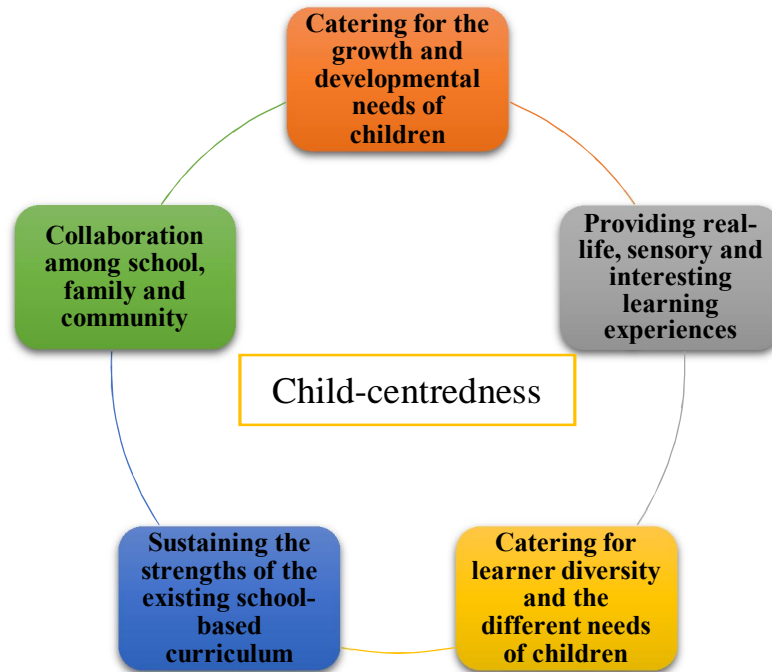 Catering for the
growth and
developmental
needs of
children
Providing real-
life, sensory and
interesting
learning
experiences
Catering for
learner diversity
and the
different needs
of children
Sustaining the
strengths of the
existing school-
based
curriculum
Collaboration
among school,
family and
community
Child-centredness